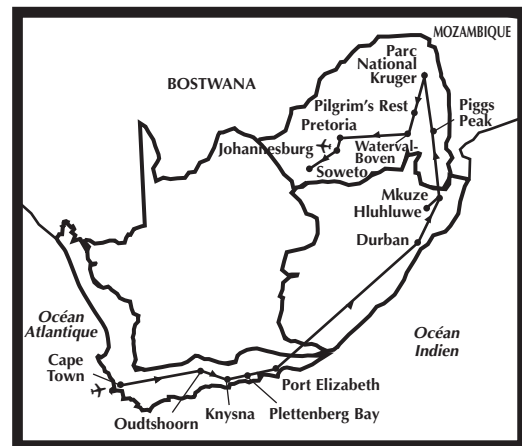 MOZAMBIQUE
Parc
National
Kruger
BOSTWANA
Pilgrim's Rest
Piggs
Peak
Pretoria
Johannesburg
Waterval-
Boven
Soweto
Mkuze
Hluhluwe
Durban
Océan
Atlantique
Océan
Indien
Cape
Town
Port Elizabeth
Oudtshoorn
Knysna
Plettenberg Bay